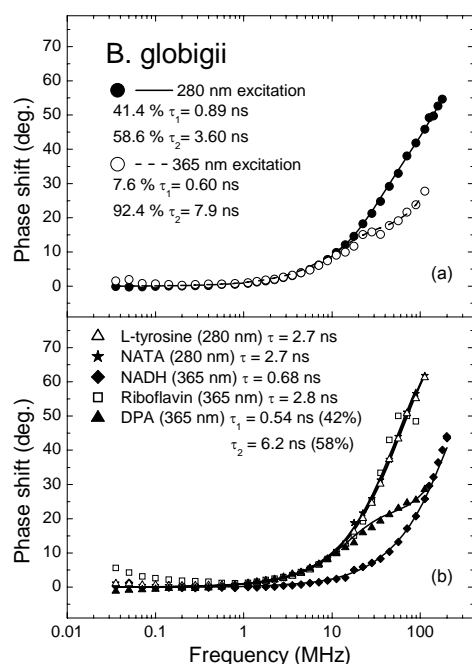 B. globigii
280 nm excitation
41.4 % τ1= 0.89 ns
58.6 % τ2= 3.60 ns
365 nm excitation
7.6 % τ1= 0.60 ns
92.4 % τ2= 7.9 ns
(a)
Phase shift (deg.)
70
60
50
40
30
20
10
0
L-tyrosine (280 nm) τ = 2.7 ns
NATA (280 nm) τ = 2.7 ns
NADH (365 nm) τ = 0.68 ns
Riboflavin (365 nm) τ = 2.8 ns
DPA (365 nm) τ1 = 0.54 ns (42%)
τ2 = 6.2 ns (58%)
(b)
Phase shift (deg.)
60
50
40
30
20
10
0
0.01 0.1 1 10 100
Frequency (MHz)